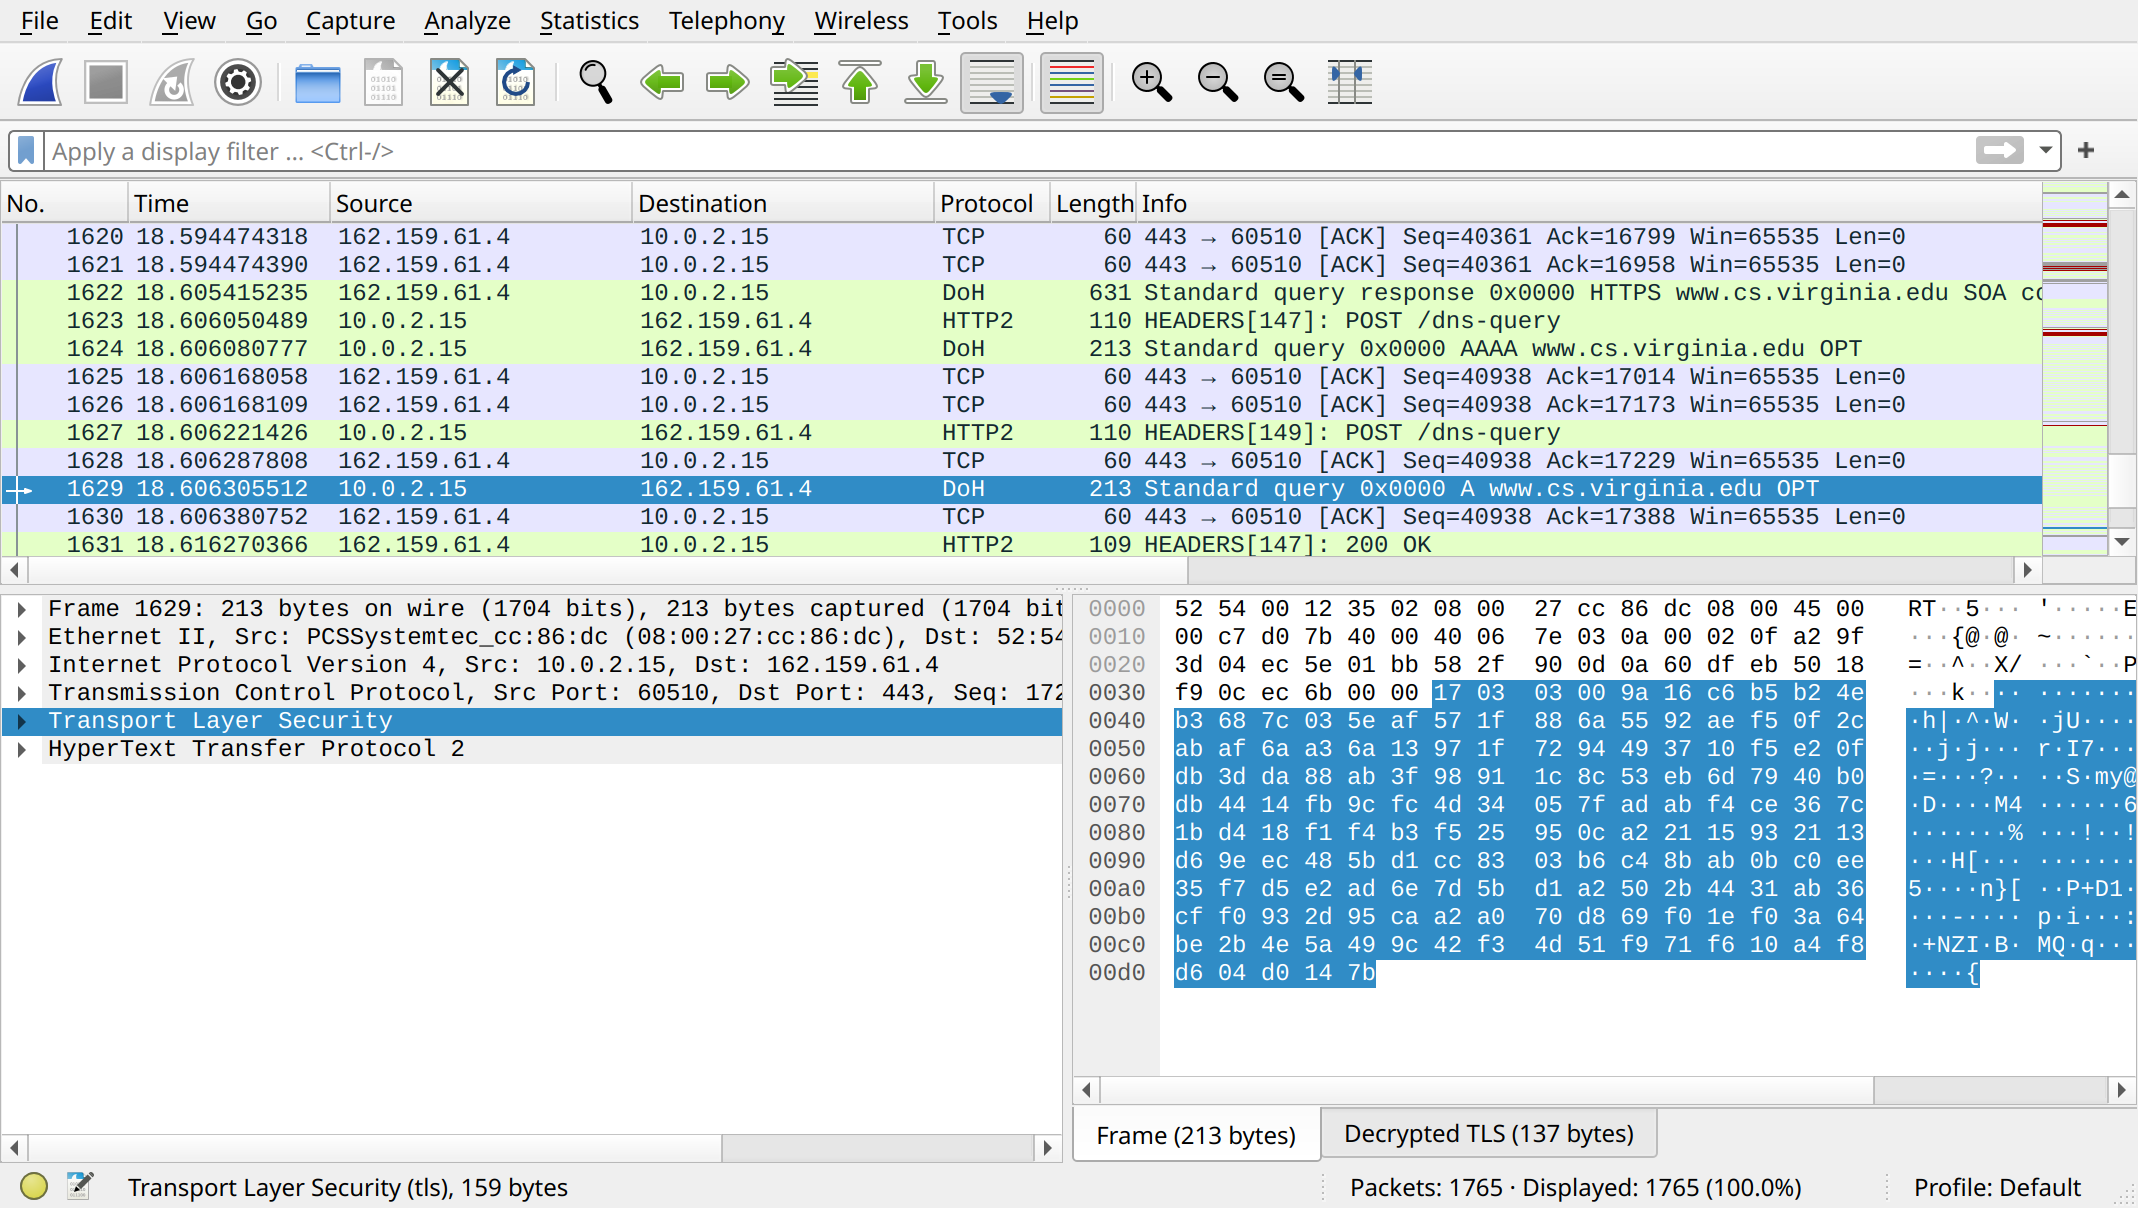 File Edit View Go Capture Analyze Statistics Telephony Wireless Tools Help
Apply a display filter ... <Ctrl-/>
No. Time Source Destination Protocol Length Info
1620 18.594474318 162.159.61.4 10.0.2.15 TCP 60 443 → 60510 [ACK] Seq=40361 Ack=16799 Win=65535 Len=0
1621 18.594474390 162.159.61.4 10.0.2.15 TCP 60 443 → 60510 [ACK] Seq=40361 Ack=16958 Win=65535 Len=0
1622 18.605415235 162.159.61.4 10.0.2.15 DoH 631 Standard query response 0x0000 HTTPS www.cs.virginia.edu SOA co
1623 18.606050489 10.0.2.15 162.159.61.4 HTTP2 110 HEADERS[147]: POST /dns-query
1624 18.606080777 10.0.2.15 162.159.61.4 DoH 213 Standard query 0x0000 AAAA www.cs.virginia.edu OPT
1625 18.606168058 162.159.61.4 10.0.2.15 TCP 60 443 → 60510 [ACK] Seq=40938 Ack=17014 Win=65535 Len=0
1626 18.606168109 162.159.61.4 10.0.2.15 TCP 60 443 → 60510 [ACK] Seq=40938 Ack=17173 Win=65535 Len=0
1627 18.606221426 10.0.2.15 162.159.61.4 HTTP2 110 HEADERS[149]: POST /dns-query
1628 18.606287808 162.159.61.4 10.0.2.15 TCP 60 443 → 60510 [ACK] Seq=40938 Ack=17229 Win=65535 Len=0
1629 18.606305512 10.0.2.15 162.159.61.4 DoH 213 Standard query 0x0000 A www.cs.virginia.edu OPT
1630 18.606380752 162.159.61.4 10.0.2.15 TCP 60 443 → 60510 [ACK] Seq=40938 Ack=17388 Win=65535 Len=0
1631 18.616270366 162.159.61.4 10.0.2.15 HTTP2 109 HEADERS[147]: 200 OK
Frame 1629: 213 bytes on wire (1704 bits), 213 bytes captured (1704 bit
Ethernet II, Src: PCSSystemtec_cc:86:dc (08:00:27:cc:86:dc), Dst: 52:54
Internet Protocol Version 4, Src: 10.0.2.15, Dst: 162.159.61.4
Transmission Control Protocol, Src Port: 60510, Dst Port: 443, Seq: 172
Transport Layer Security
HyperText Transfer Protocol 2
0000 52 54 00 12 35 02 08 00 27 cc 86 dc 08 00 45 00 RT··5··· '·····E
0010 00 c7 d0 7b 40 00 40 06 7e 03 0a 00 02 0f a2 9f ···{@·@· ~······
0020 3d 04 ec 5e 01 bb 58 2f 90 0d 0a 60 df eb 50 18 =··^··X/ ···`··P
0030 f9 0c ec 6b 00 00 17 03 03 00 9a 16 c6 b5 b2 4e ···k···· ·······
0040 b3 68 7c 03 5e af 57 1f 88 6a 55 92 ae f5 0f 2c ·h|·^·W· ·jU····
0050 ab af 6a a3 6a 13 97 1f 72 94 49 37 10 f5 e2 0f ··j·j··· r·I7···
0060 db 3d da 88 ab 3f 98 91 1c 8c 53 eb 6d 79 40 b0 ·=···?·· ··S·my@
0070 db 44 14 fb 9c fc 4d 34 05 7f ad ab f4 ce 36 7c ·D····M4 ······6
0080 1b d4 18 f1 f4 b3 f5 25 95 0c a2 21 15 93 21 13 ·······% ···!··!
0090 d6 9e ec 48 5b d1 cc 83 03 b6 c4 8b ab 0b c0 ee ···H[··· ·······
00a0 35 f7 d5 e2 ad 6e 7d 5b d1 a2 50 2b 44 31 ab 36 5····n}[ ··P+D1·
00b0 cf f0 93 2d 95 ca a2 a0 70 d8 69 f0 1e f0 3a 64 ···-···· p·i···:
00c0 be 2b 4e 5a 49 9c 42 f3 4d 51 f9 71 f6 10 a4 f8 ·+NZI·B· MQ·q···
00d0 d6 04 d0 14 7b ····{
Frame (213 bytes) Decrypted TLS (137 bytes)
Transport Layer Security (tls), 159 bytes Packets: 1765 · Displayed: 1765 (100.0%) Profile: Default